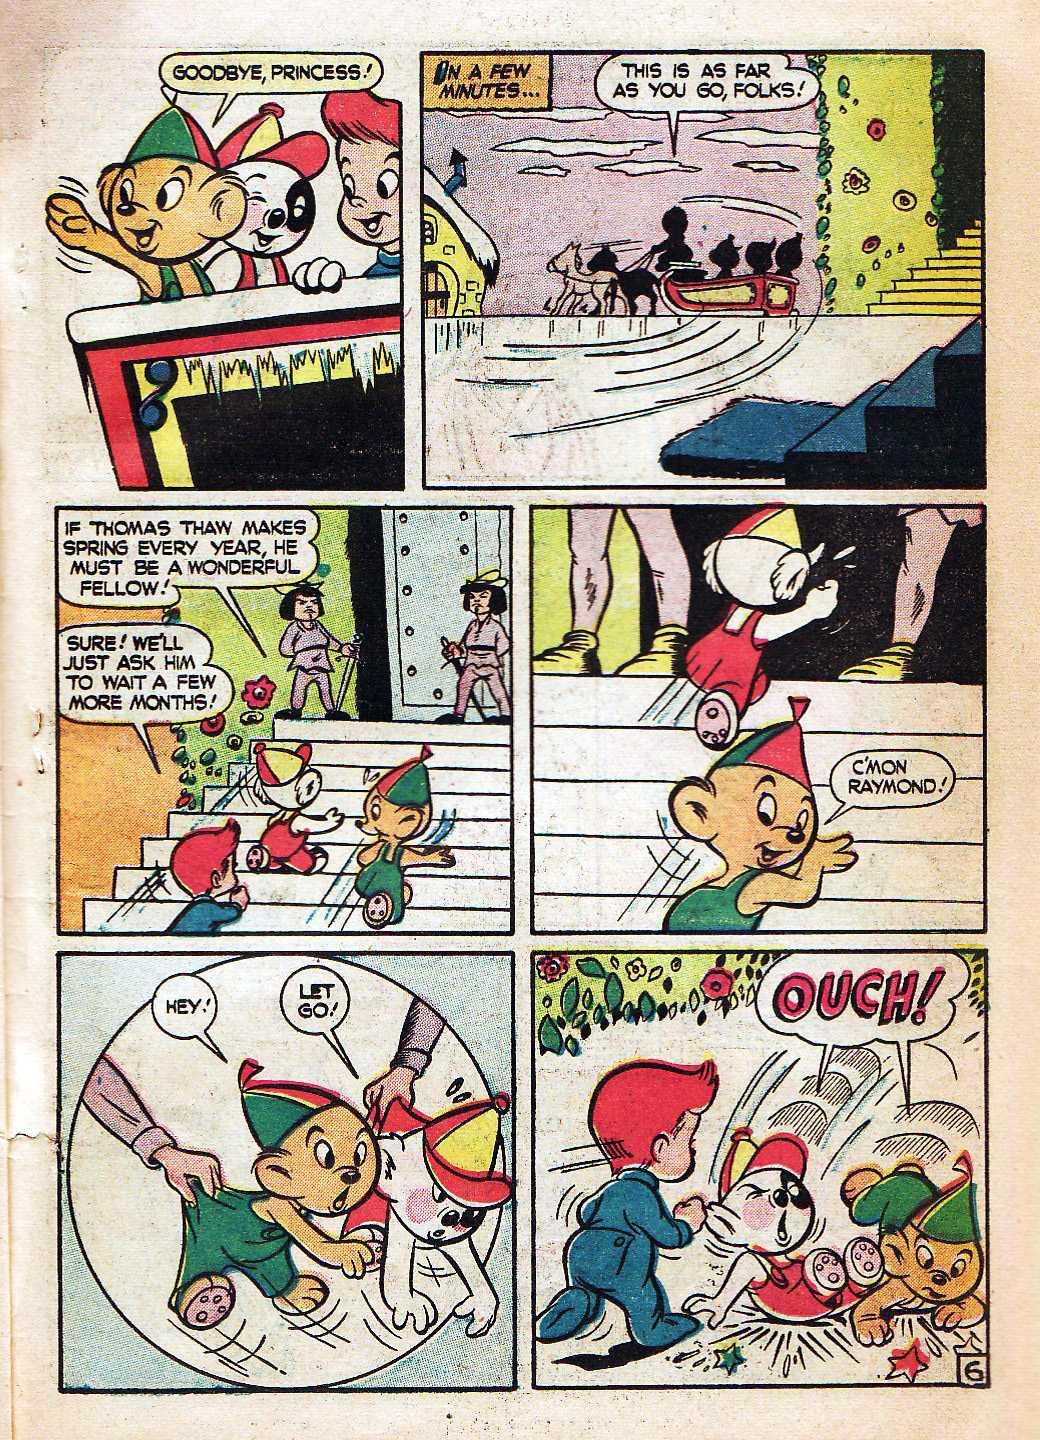 GOODBYE, PRINCESS!
IN A FEW
MINUTES...
THIS IS AS FAR
AS YOU GO, FOLKS!
IF THOMAS THAW MAKES
SPRING EVERY YEAR, HE
MUST BE A WONDERFUL
FELLOW!
SURE! WE'LL
JUST ASK HIM
TO WAIT A FEW
MORE MONTHS!
C'MON
RAYMOND!
HEY!
LET
GO!
OUCH!
6